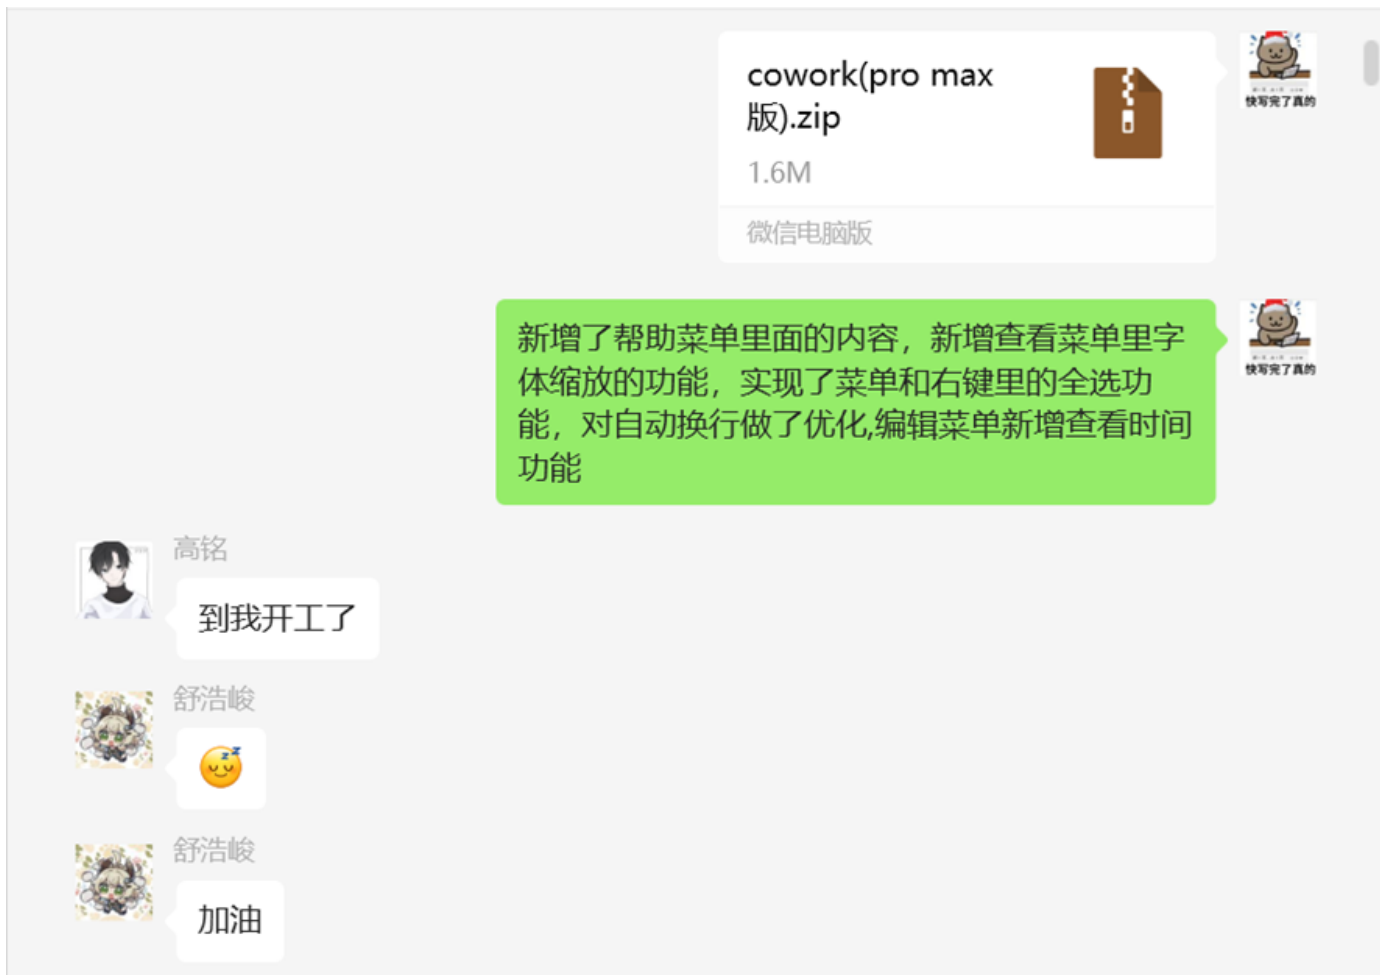 cowork(pro max
版).zip
1.6M
微信电脑版
快写完了真的
新增了帮助菜单里面的内容，新增查看菜单里字
体缩放的功能，实现了菜单和右键里的全选功
能，对自动换行做了优化,编辑菜单新增查看时间
功能
快写完了真的
高铭
到我开工了
舒浩峻
舒浩峻
加油